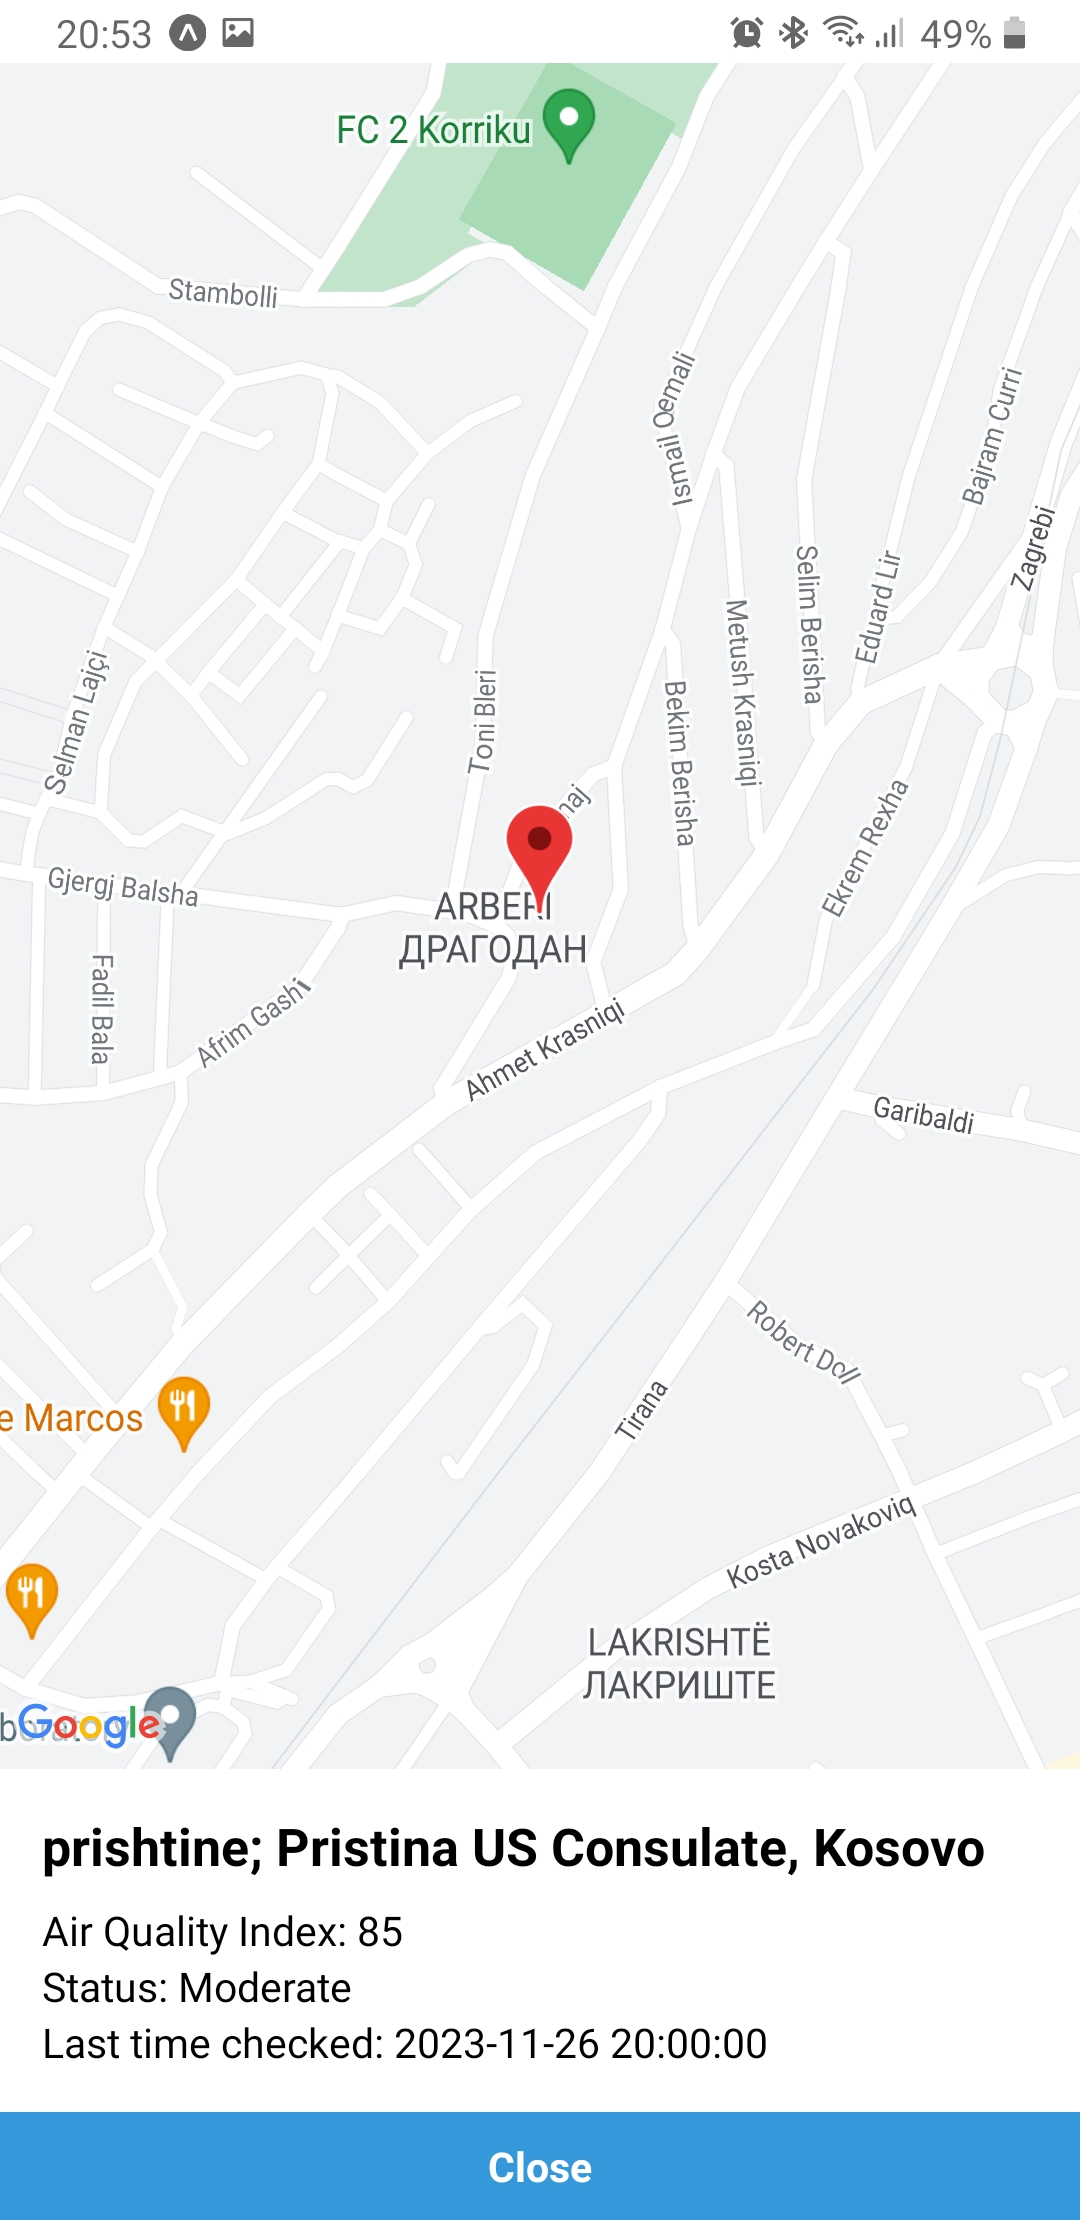 20:53
49%
FC 2 Korriku
Stambolli
Ismail Qemali
Bajram Curri
Zagrebi
Selim Berisha
Eduard Lir
Metush Krasniqi
Selman Lajçi
Toni Bleri
Bekim Berisha
naj
Ekrem Rexha
Gjergj Balsha
ARBERI
ДРАГОДАН
Fadil Bala
Afrim Gashi
Ahmet Krasniqi
Garibaldi
Robert Doll
e Marcos
Tirana
Kosta Novakoviq
LAKRISHTË
ЛАКРИШТЕ
Google
prishtine; Pristina US Consulate, Kosovo
Air Quality Index: 85
Status: Moderate
Last time checked: 2023-11-26 20:00:00
Close